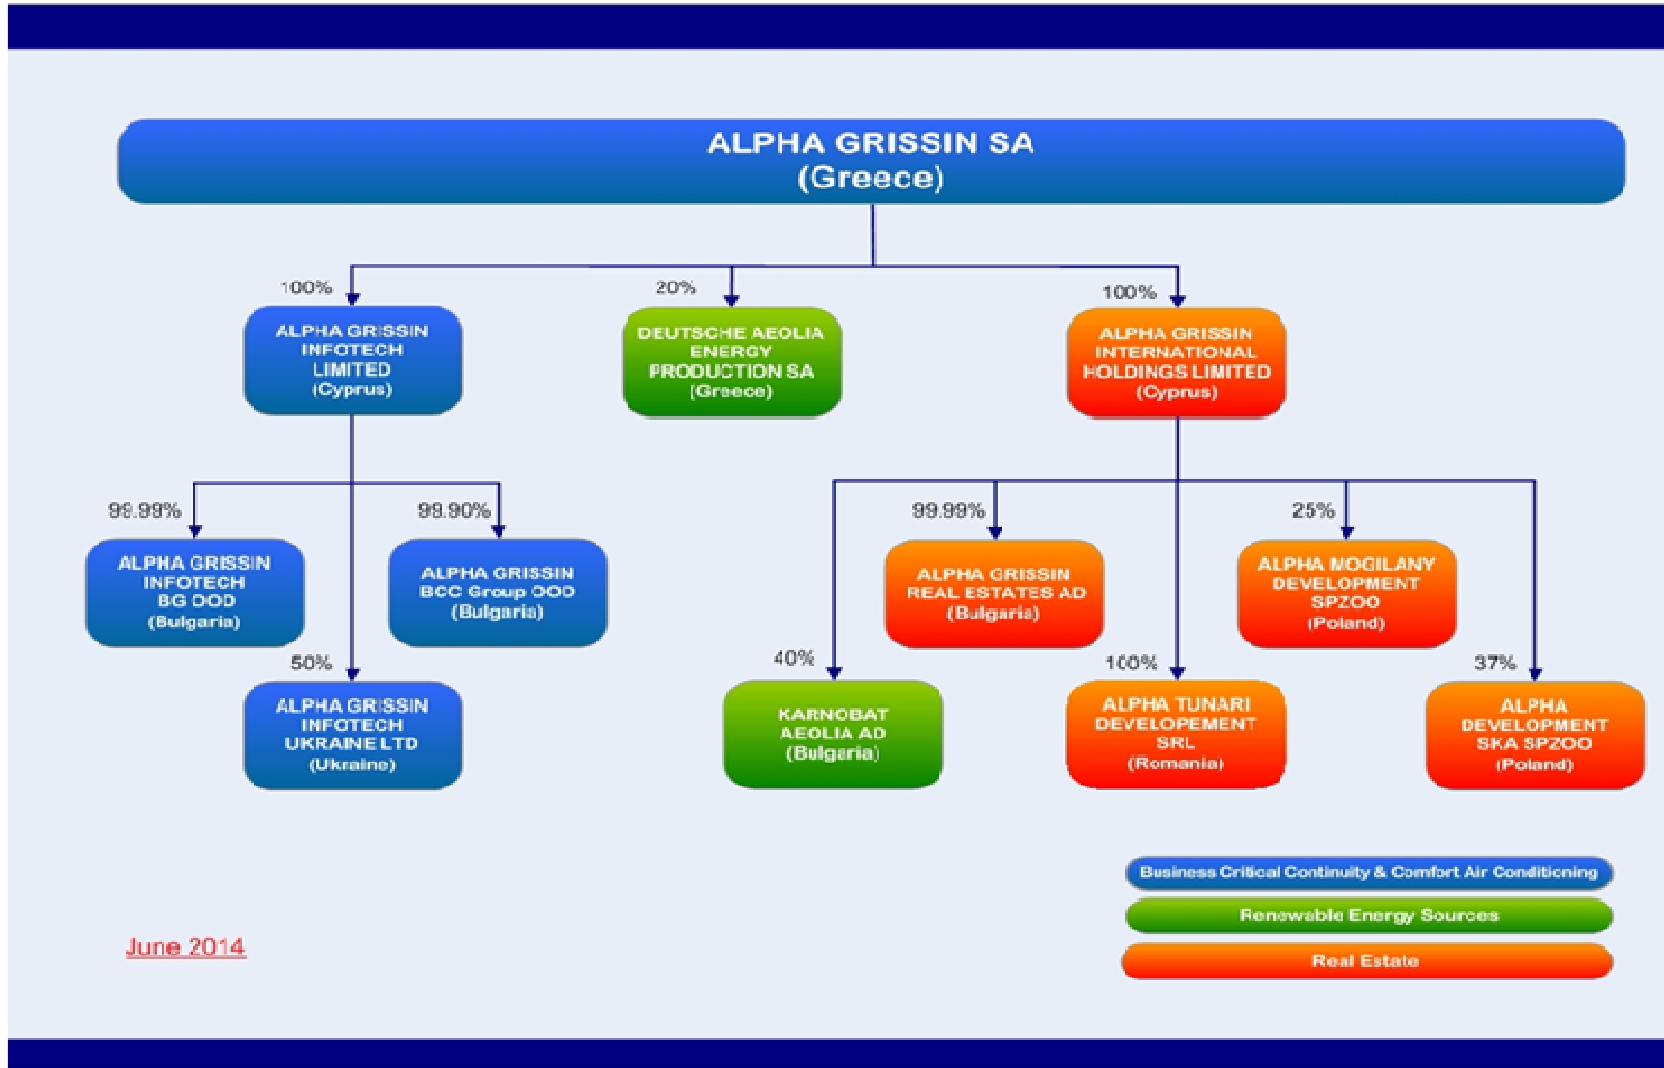 ALPHA GRISSIN SA
(Greece)
100%
20%
100%
ALPHA GRISSIN
INFOTECH
LIMITED
(Cyprus)
DEUTSCHE AEOLIA
ENERGY
PRODUCTION SA
(Greece)
ALPHA GRISSIN
INTERNATIONAL
HOLDINGS LIMITED
(Cyprus)
99.99%
99.90%
99.99%
25%
ALPHA GRISSIN
INFOTECH
BG OOD
(Bulgaria)
ALPHA GRISSIN
BCC Group OOD
(Bulgaria)
ALPHA GRISSIN
REAL ESTATES AD
(Bulgaria)
ALPHA MOGILANY
DEVELOPMENT
SPZOO
(Poland)
50%
40%
100%
37%
ALPHA GRISSIN
INFOTECH
UKRAINE LTD
(Ukraine)
KARNOBAT
AEOLIA AD
(Bulgaria)
ALPHA TUNARI
DEVELOPEMENT
SRL
(Romania)
ALPHA
DEVELOPMENT
SKA SPZOO
(Poland)
Business Critical Continuity & Comfort Air Conditioning
Renewable Energy Sources
Real Estate
June 2014